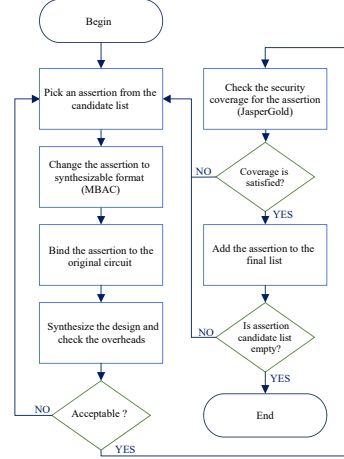 Begin
Pick an assertion from the
candidate list
Change the assertion to
synthesizable format
(MBAC)
Bind the assertion to the
original circuit
Synthesize the design and
check the overheads
Acceptable ?
NO
YES
Check the security
coverage for the assertion
(JasperGold)
Coverage is
satisfied?
NO
YES
Add the assertion to the
final list
Is assertion
candidate list
empty?
NO
YES
End